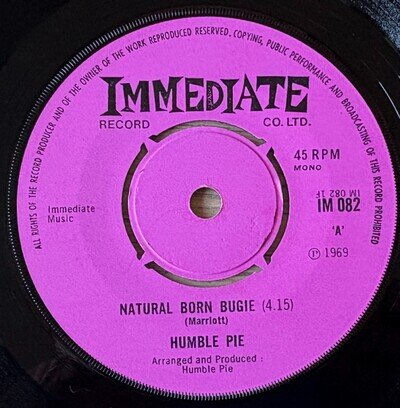 ALL RIGHTS OF THE RECORD PRODUCER AND OF THE OWNER OF THE WORK REPRODUCED RESERVED. COPYING, PUBLIC PERFORMANCE AND BROADCASTING OF THIS RECORD PROHIBITED
IMMEDIATE
RECORD CO. LTD.
45 RPM
MONO
Immediate
Music
IM 082
IM 082 1F
'A'
℗ 1969
NATURAL BORN BUGIE (4.15)
(Marriott)
HUMBLE PIE
Arranged and Produced :
Humble Pie